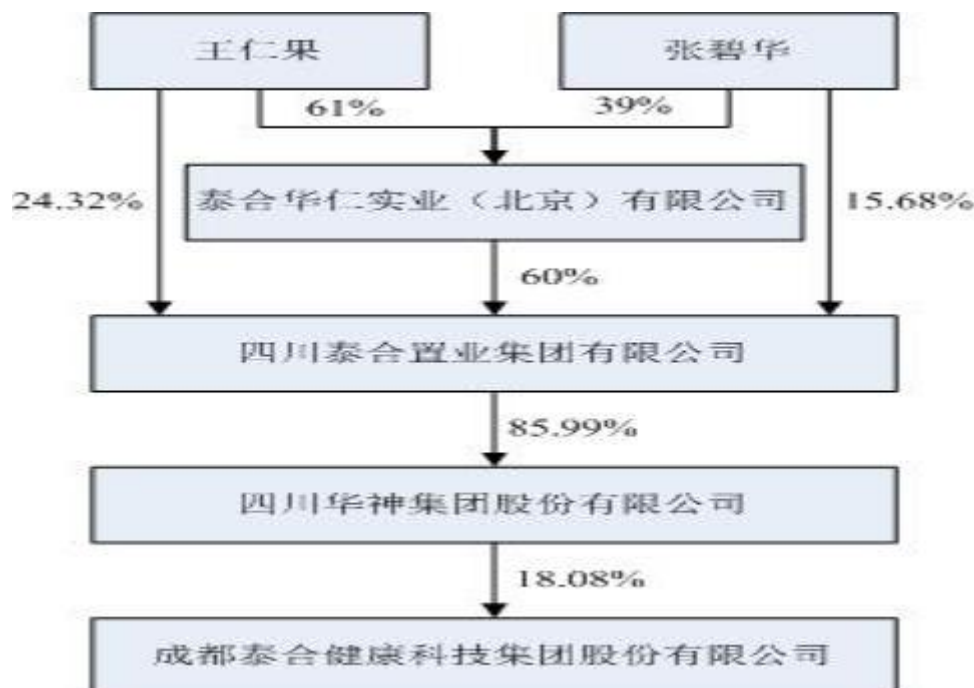 王仁果
张碧华
61%
39%
24.32%
泰合华仁实业（北京）有限公司
15.68%
60%
四川泰合置业集团有限公司
85.99%
四川华神集团股份有限公司
18.08%
成都泰合健康科技集团股份有限公司